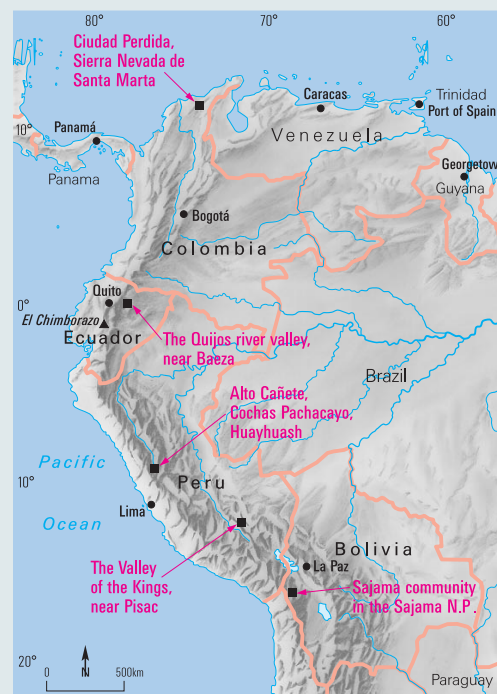 80°
70°
60°
Ciudad Perdida,
Sierra Nevada de
Santa Marta
Caracas
Trinidad
Port of Spain
10°
Panamá
Venezuela
Panama
Georgetow
Guyana
Bogotá
Colombia
0°
Quito
El Chimborazo
Ecuador
The Quijos river valley,
near Baeza
Brazil
Alto Cañete,
Cochas Pachacayo,
Huayhuash
Pacific
Ocean
10°
Peru
Lima
Bolivia
La Paz
The Valley
of the Kings,
near Pisac
Sajama community
in the Sajama N.P.
20°
N
0
500km
Paraguay